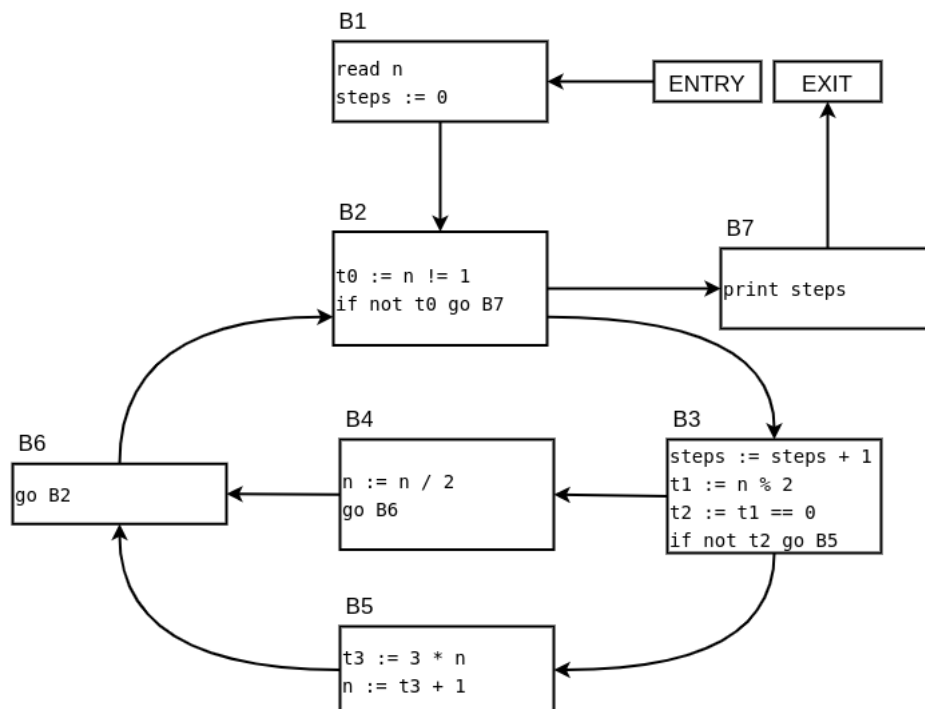 B1
read n
steps := 0
ENTRY
EXIT
B2
t0 := n != 1
if not t0 go B7
B7
print steps
B3
steps := steps + 1
t1 := n % 2
t2 := t1 == 0
if not t2 go B5
B4
n := n / 2
go B6
B6
go B2
B5
t3 := 3 * n
n := t3 + 1